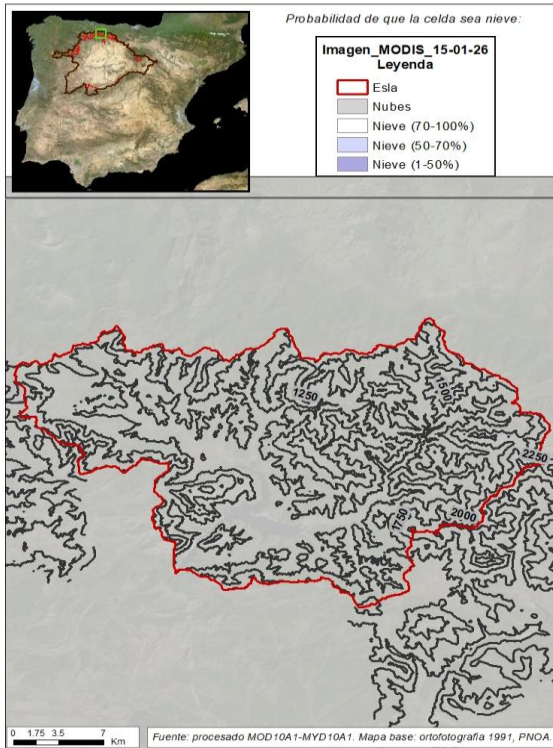 Probabilidad de que la celda sea nieve:
Imagen_MODIS_15-01-26
Leyenda
Esla
Nubes
Nieve (70-100%)
Nieve (50-70%)
Nieve (1-50%)
1250
1500
2250
2000
1750
0 1.75 3.5 7
Km
Fuente: procesado MOD10A1-MYD10A1. Mapa base: ortofotografia 1991, PNOA.